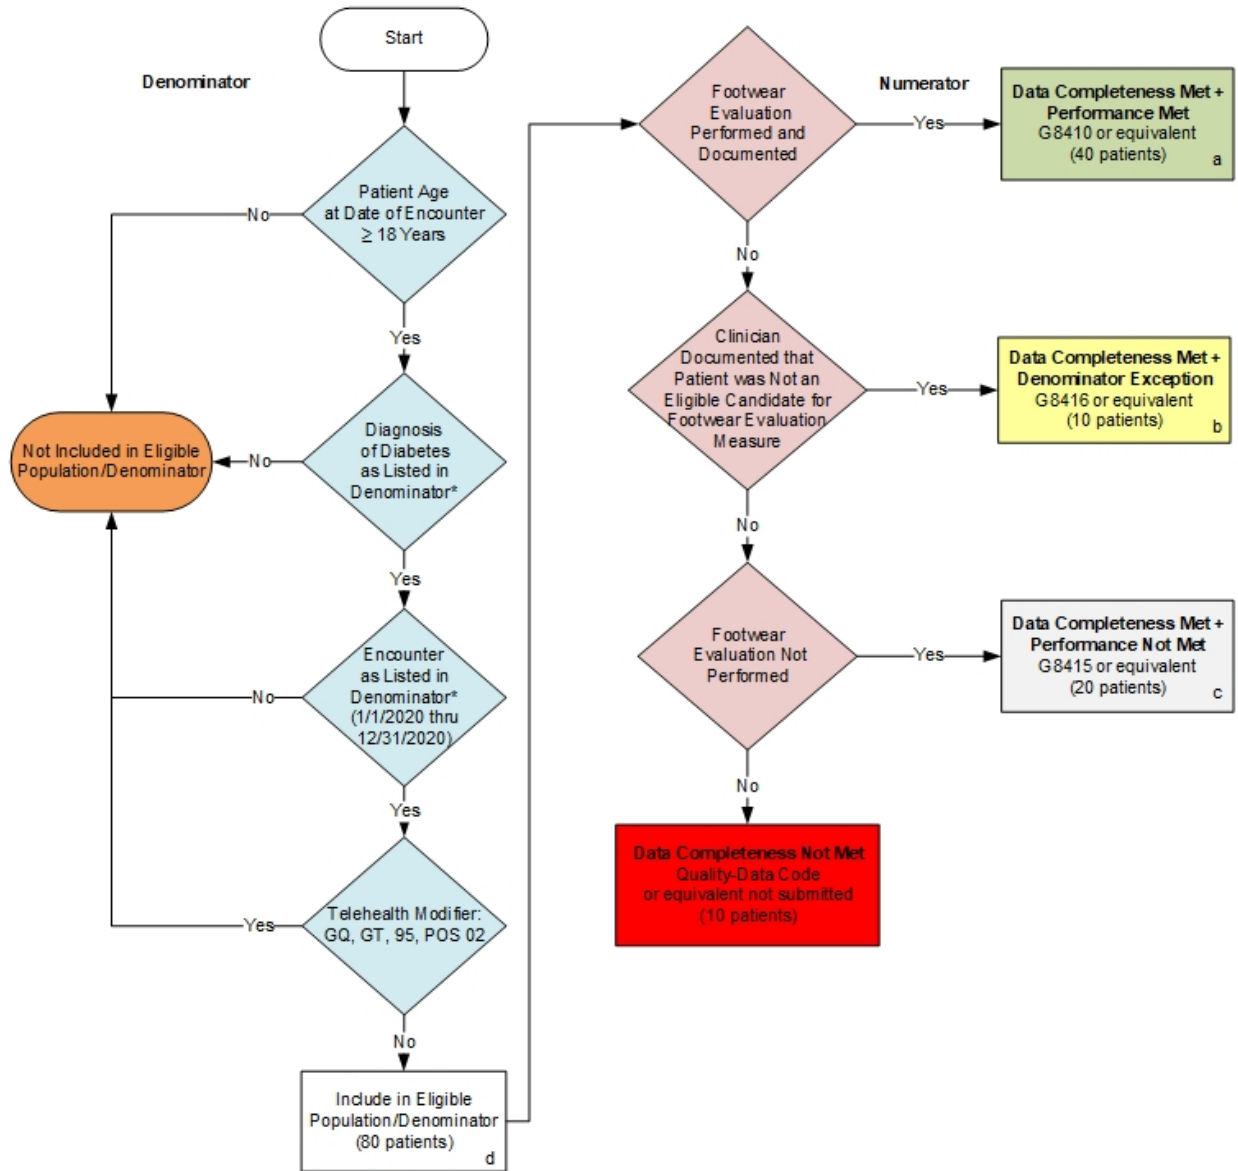 Start
Denominator
Patient Age
at Date of Encounter
≥ 18 Years
No
Yes
Diagnosis
of Diabetes
as Listed in
Denominator*
No
Not Included in Eligible
Population/Denominator
Yes
Encounter
as Listed in
Denominator*
(1/1/2020 thru
12/31/2020)
No
Yes
Telehealth Modifier:
GQ, GT, 95, POS 02
Yes
No
Include in Eligible
Population/Denominator
(80 patients)
d
Numerator
Footwear
Evaluation
Performed and
Documented
Yes
Data Completeness Met +
Performance Met
G8410 or equivalent
(40 patients)
a
No
Clinician
Documented that
Patient was Not an
Eligible Candidate for
Footwear Evaluation
Measure
Yes
Data Completeness Met +
Denominator Exception
G8416 or equivalent
(10 patients)
b
No
Footwear
Evaluation Not
Performed
Yes
Data Completeness Met +
Performance Not Met
G8415 or equivalent
(20 patients)
c
No
Data Completeness Not Met
Quality-Data Code
or equivalent not submitted
(10 patients)